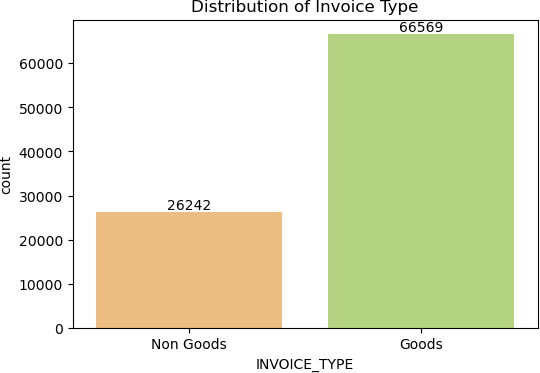 Distribution of Invoice Type
66569
60000
50000
count
40000
30000
26242
20000
10000
0
Non Goods
Goods
INVOICE_TYPE